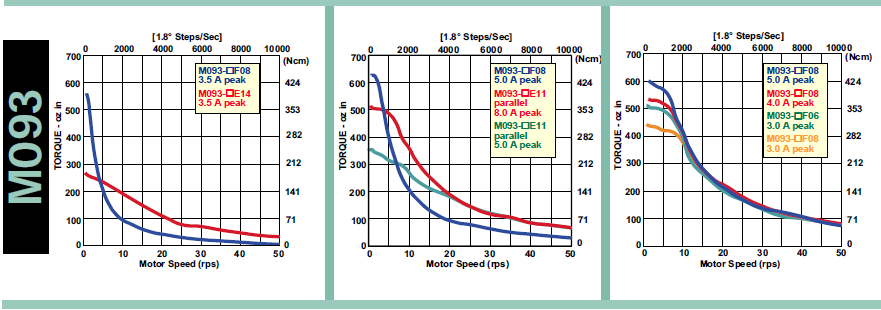 M093
[1.8° Steps/Sec]
0 2000 4000 6000 8000 10000
(Ncm)
700
600
500
400
300
200
100
0
TORQUE - oz in
424
353
282
212
141
71
0
M093-□F08
3.5 A peak
M093-□E14
3.5 A peak
0 10 20 30 40 50
Motor Speed (rps)
[1.8° Steps/Sec]
0 2000 4000 6000 8000 10000
(Ncm)
700
600
500
400
300
200
100
0
TORQUE - oz in
424
353
282
212
141
71
0
M093-□F08
5.0 A peak
M093-□E11
parallel
8.0 A peak
M093-□E11
parallel
5.0 A peak
0 10 20 30 40 50
Motor Speed (rps)
[1.8° Steps/Sec]
0 2000 4000 6000 8000 10000
(Ncm)
700
600
500
400
300
200
100
0
TORQUE - oz in
424
353
282
212
141
71
0
M093-□F08
5.0 A peak
M093-□F08
4.0 A peak
M093-□F06
3.0 A peak
M093-□F08
3.0 A peak
0 10 20 30 40 50
Motor Speed (rps)